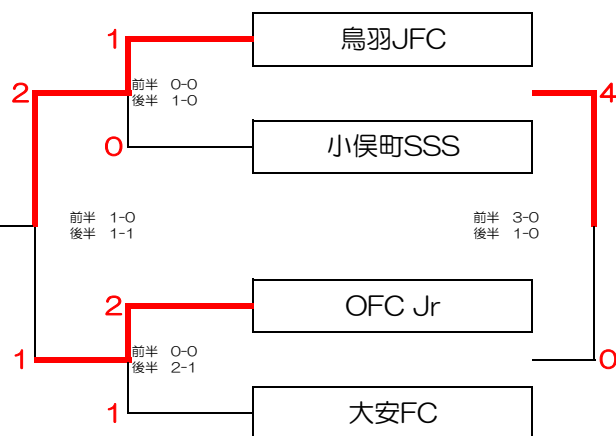 1
鳥羽JFC
2
前半 0-0
後半 1-0
4
0
小俣町SSS
前半 1-0
後半 1-1
前半 3-0
後半 1-0
2
OFC Jr
1
前半 0-0
後半 2-1
0
1
大安FC